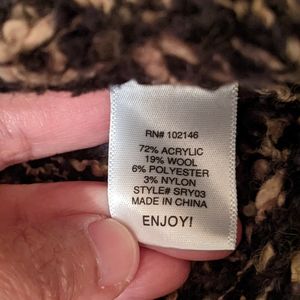 RN# 102146
72% ACRYLIC
19% WOOL
6% POLYESTER
3% NYLON
STYLE# SRY03
MADE IN CHINA
ENJOY!